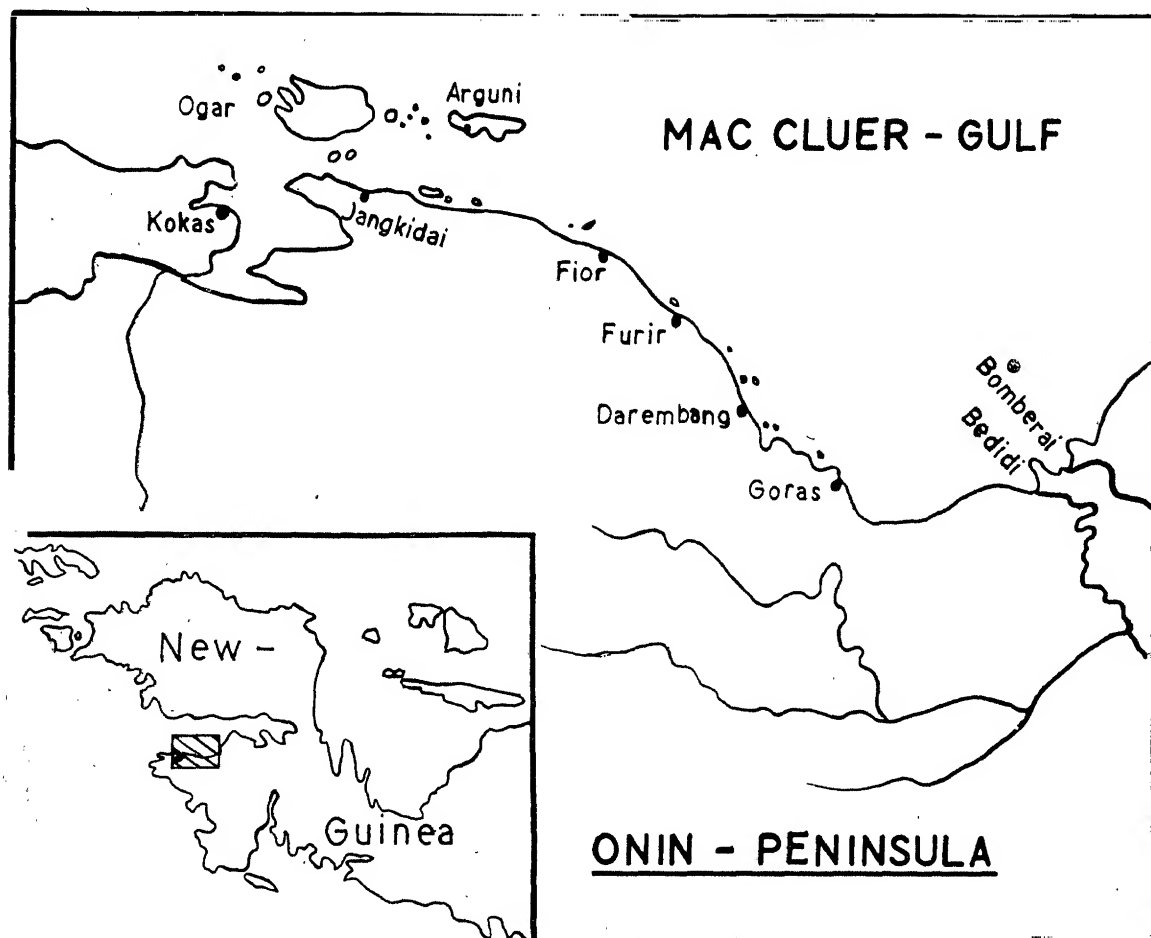 Ogar
Arguni
MAC CLUER - GULF
Kokas
Jangkidai
Fior
Furir
Darembang
Goras
Bomberai
Bedidi
New -
Guinea
ONIN - PENINSULA